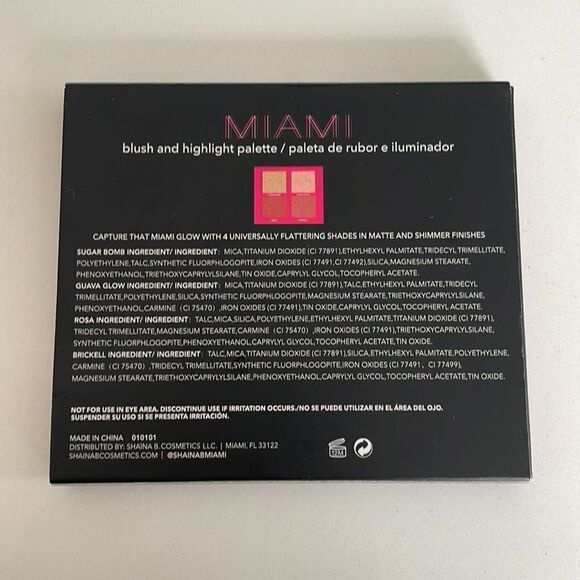 MIAMI
blush and highlight palette / paleta de rubor e iluminador
CAPTURE THAT MIAMI GLOW WITH 4 UNIVERSALLY FLATTERING SHADES IN MATTE AND SHIMMER FINISHES
SUGAR BOMB INGREDIENT/ INGREDIENT: MICA,TITANIUM DIOXIDE (CI 77891),ETHYLHEXYL PALMITATE,TRIDECYL TRIMELLITATE,
POLYETHYLENE,TALC,SYNTHETIC FLUORPHLOGOPITE,IRON OXIDES (CI 77491,CI 77492),SILICA,MAGNESIUM STEARATE,
PHENOXYETHANOL,TRIETHOXYCAPRYLYLSILANE,TIN OXIDE,CAPRYLYL GLYCOL,TOCOPHERYL ACETATE.
GUAVA GLOW INGREDIENT/ INGREDIENT: MICA,TITANIUM DIOXIDE (CI 77891),TALC,ETHYLHEXYL PALMITATE,TRIDECYL
TRIMELLITATE,POLYETHYLENE,SILICA,SYNTHETIC FLUORPHLOGOPITE,MAGNESIUM STEARATE,TRIETHOXYCAPRYLYLSILANE,
PHENOXYETHANOL,CARMINE (CI 75470) ,IRON OXIDES (CI 77491),TIN OXIDE,CAPRYLYL GLYCOL,TOCOPHERYL ACETATE.
ROSA INGREDIENT/ INGREDIENT: TALC,MICA,SILICA,POLYETHYLENE,ETHYLHEXYL PALMITATE,TITANIUM DIOXIDE (CI 77891),
TRIDECYL TRIMELLITATE,MAGNESIUM STEARATE,CARMINE (CI 75470) ,IRON OXIDES (CI 77491),TRIETHOXYCAPRYLYLSILANE,
SYNTHETIC FLUORPHLOGOPITE,PHENOXYETHANOL,CAPRYLYL GLYCOL,TOCOPHERYL ACETATE,TIN OXIDE.
BRICKELL INGREDIENT/ INGREDIENT: TALC,MICA,TITANIUM DIOXIDE (CI 77891),SILICA,ETHYLHEXYL PALMITATE,POLYETHYLENE,
CARMINE (CI 75470) ,TRIDECYL TRIMELLITATE,SYNTHETIC FLUORPHLOGOPITE,IRON OXIDES (CI 77491, CI 77499),
MAGNESIUM STEARATE,TRIETHOXYCAPRYLYLSILANE,PHENOXYETHANOL,CAPRYLYL GLYCOL,TOCOPHERYL ACETATE,TIN OXIDE.
NOT FOR USE IN EYE AREA. DISCONTINUE USE IF IRRITATION OCCURS./NO SE PUEDE UTILIZAR EN EL ÁREA DEL OJO.
SUSPENDER SU USO SI SE PRESENTA IRRITACIÓN.
MADE IN CHINA 010101
DISTRIBUTED BY: SHAINA B.COSMETICS LLC. | MIAMI, FL 33122
SHAINABCOSMETICS.COM | @SHAINABMIAMI
12M